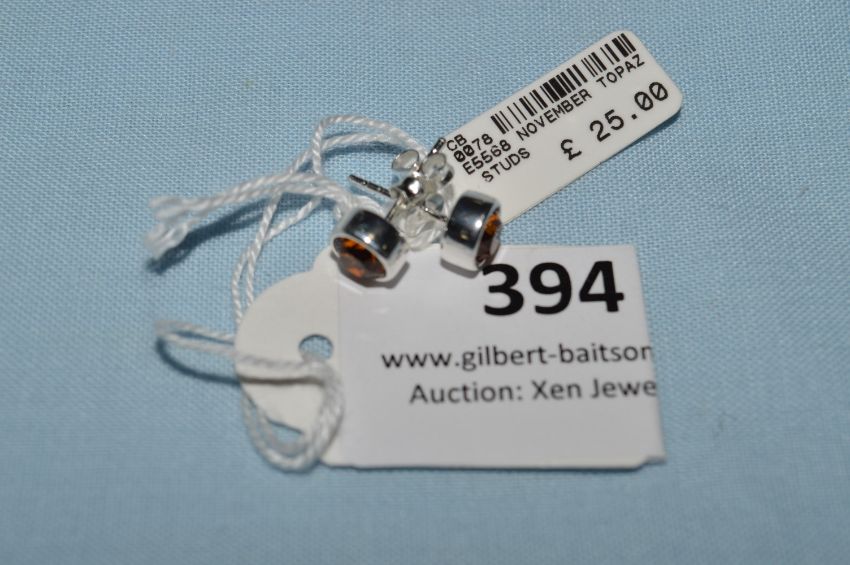 CB
0078
E5568 NOVEMBER TOPAZ
STUDS
£ 25.00
394
www.gilbert-baitson
Auction: Xen Jewe